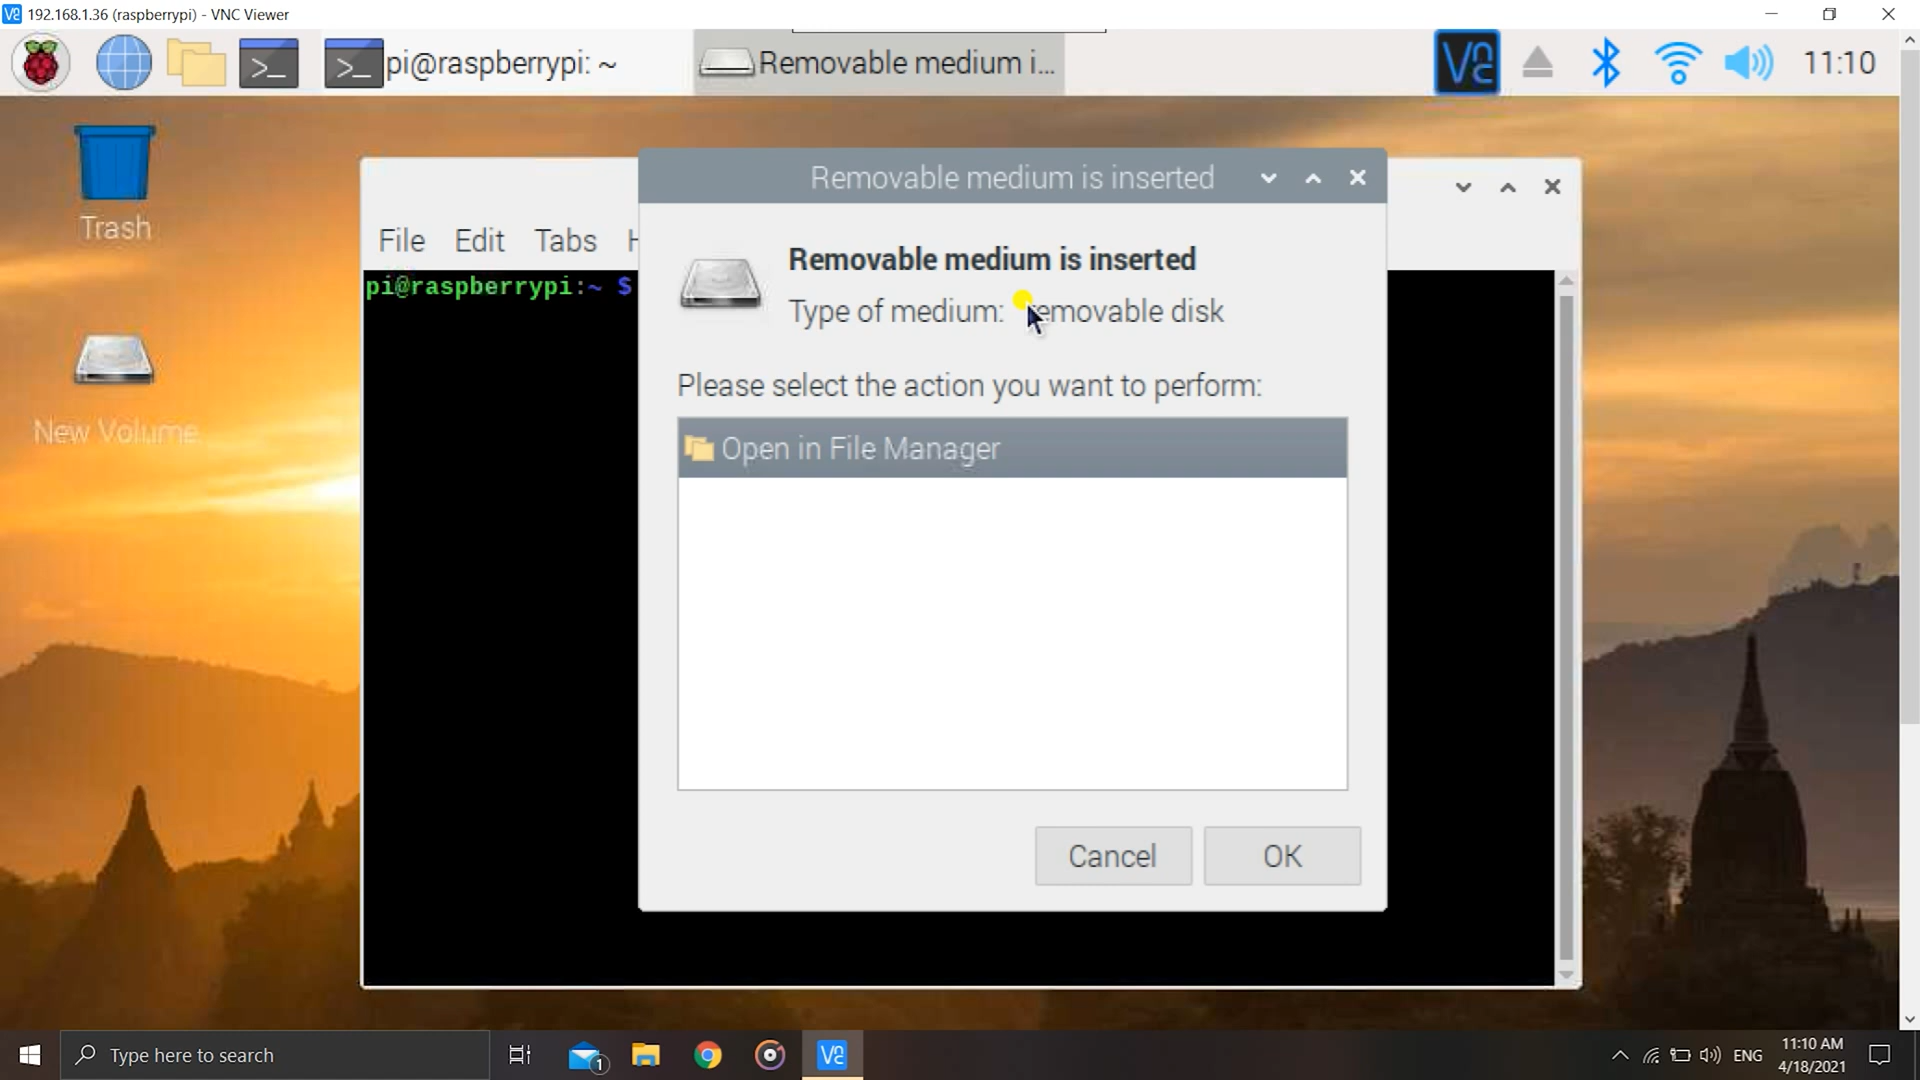 192.168.1.36 (raspberrypi) - VNC Viewer
pi@raspberrypi: ~
Removable medium i...
11:10
Trash
New Volume
File Edit Tabs
pi@raspberrypi:~ $
Removable medium is inserted
Removable medium is inserted
Type of medium: removable disk
Please select the action you want to perform:
Open in File Manager
Cancel OK
Type here to search
1
ENG
11:10 AM
4/18/2021